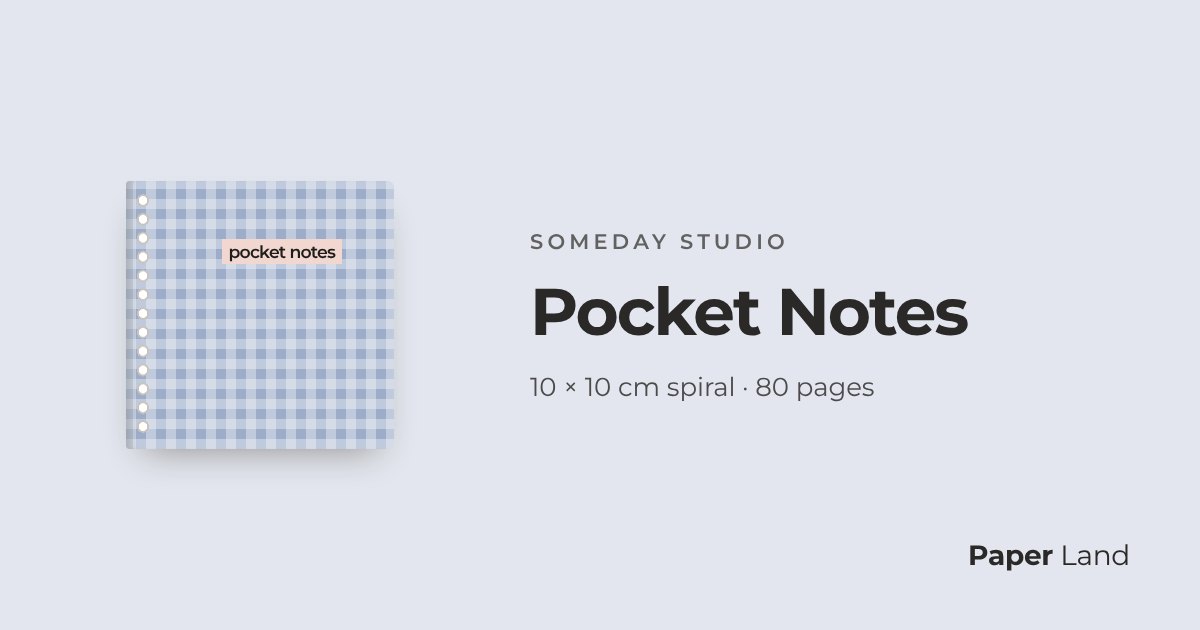 pocket notes
SOMEDAY STUDIO
Pocket Notes
10 × 10 cm spiral · 80 pages
Paper Land